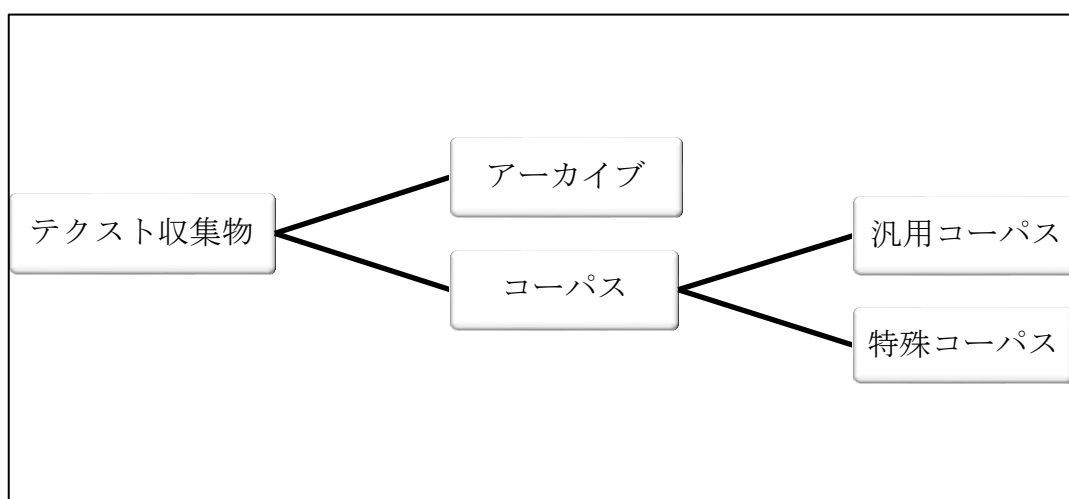 テクスト収集物
アーカイブ
コーパス
汎用コーパス
特殊コーパス